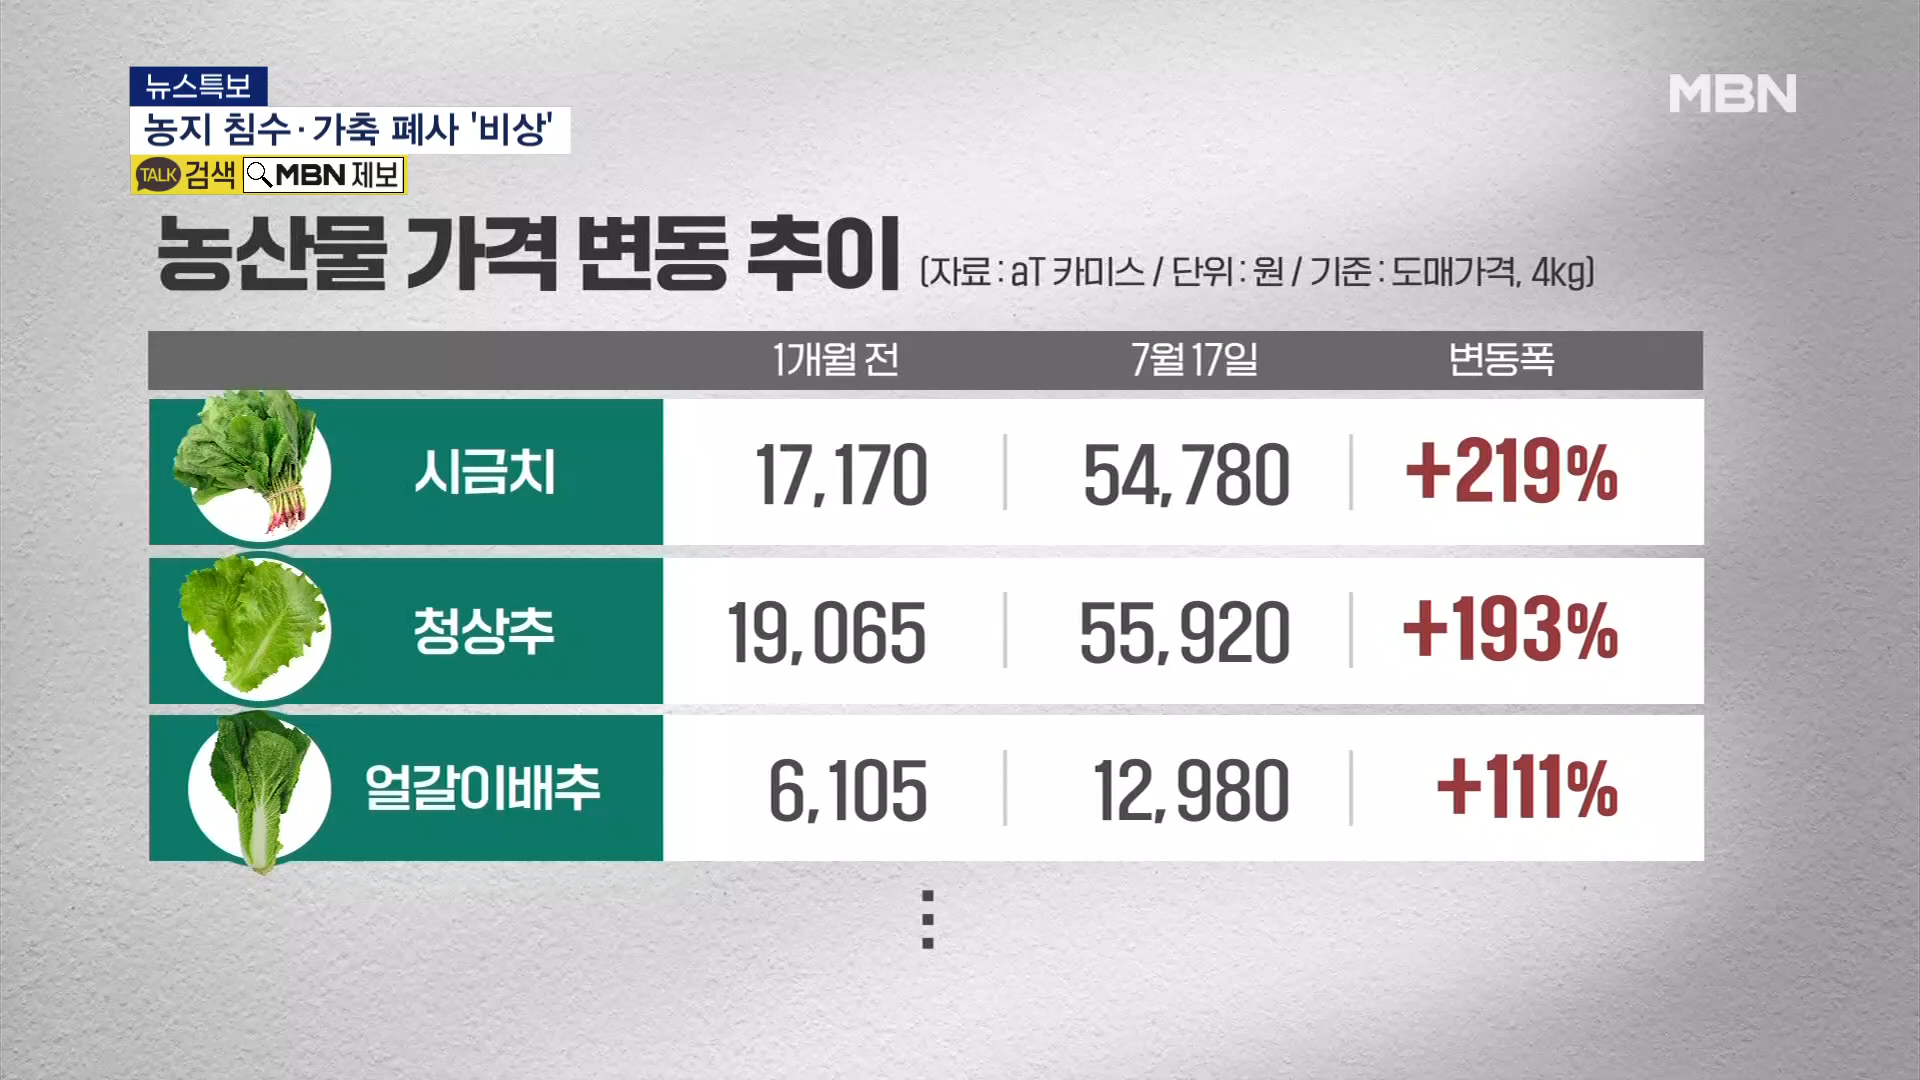 뉴스특보
MBN
농지 침수·가축 폐사 '비상'
TALK 검색 MBN 제보
농산물 가격 변동 추이 (자료 : aT 카미스 / 단위 : 원 / 기준 : 도매가격, 4kg)
1개월 전 7월 17일 변동폭
시금치 17,170 54,780 +219%
청상추 19,065 55,920 +193%
얼갈이배추 6,105 12,980 +111%